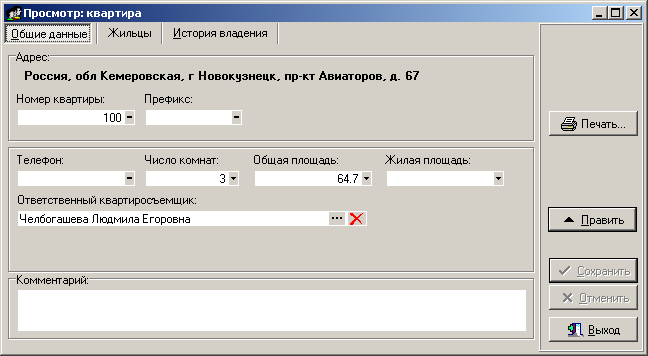 Просмотр: квартира
Общие данные Жильцы История владения
Адрес:
Россия, обл Кемеровская, г Новокузнецк, пр-кт Авиаторов, д. 67
Номер квартиры: Префикс:
100
Печать...
Телефон: Число комнат: Общая площадь: Жилая площадь:
3 64.7
Ответственный квартиросъемщик:
Челбогашева Людмила Егоровна ...
Править
Комментарий:
Сохранить
Отменить
Выход